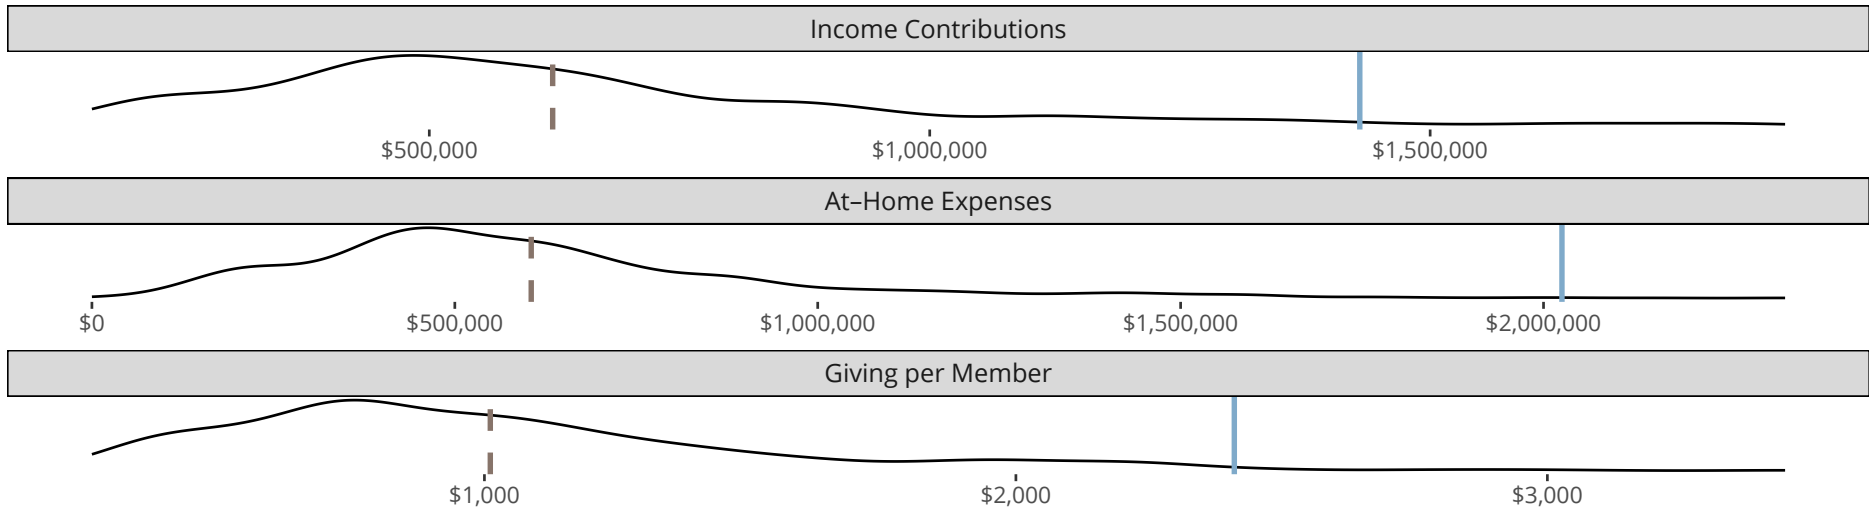 Income Contributions
$500,000 $1,000,000 $1,500,000
At–Home Expenses
$0 $500,000 $1,000,000 $1,500,000 $2,000,000
Giving per Member
$1,000 $2,000 $3,000